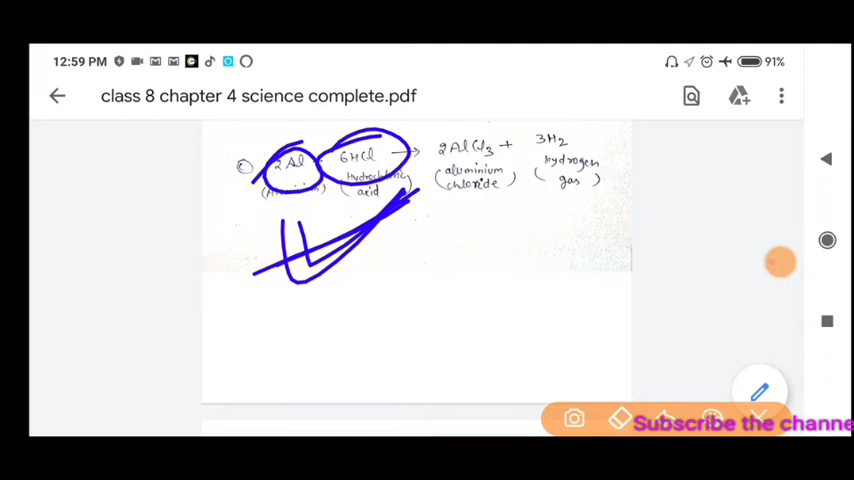 12:59 PM 91%
class 8 chapter 4 science complete.pdf
2Al 6HCl → 2AlCl3 + 3H2
(Aluminium) (Hydrochloric acid) (aluminium chloride) (hydrogen gas)
Subscribe the channe